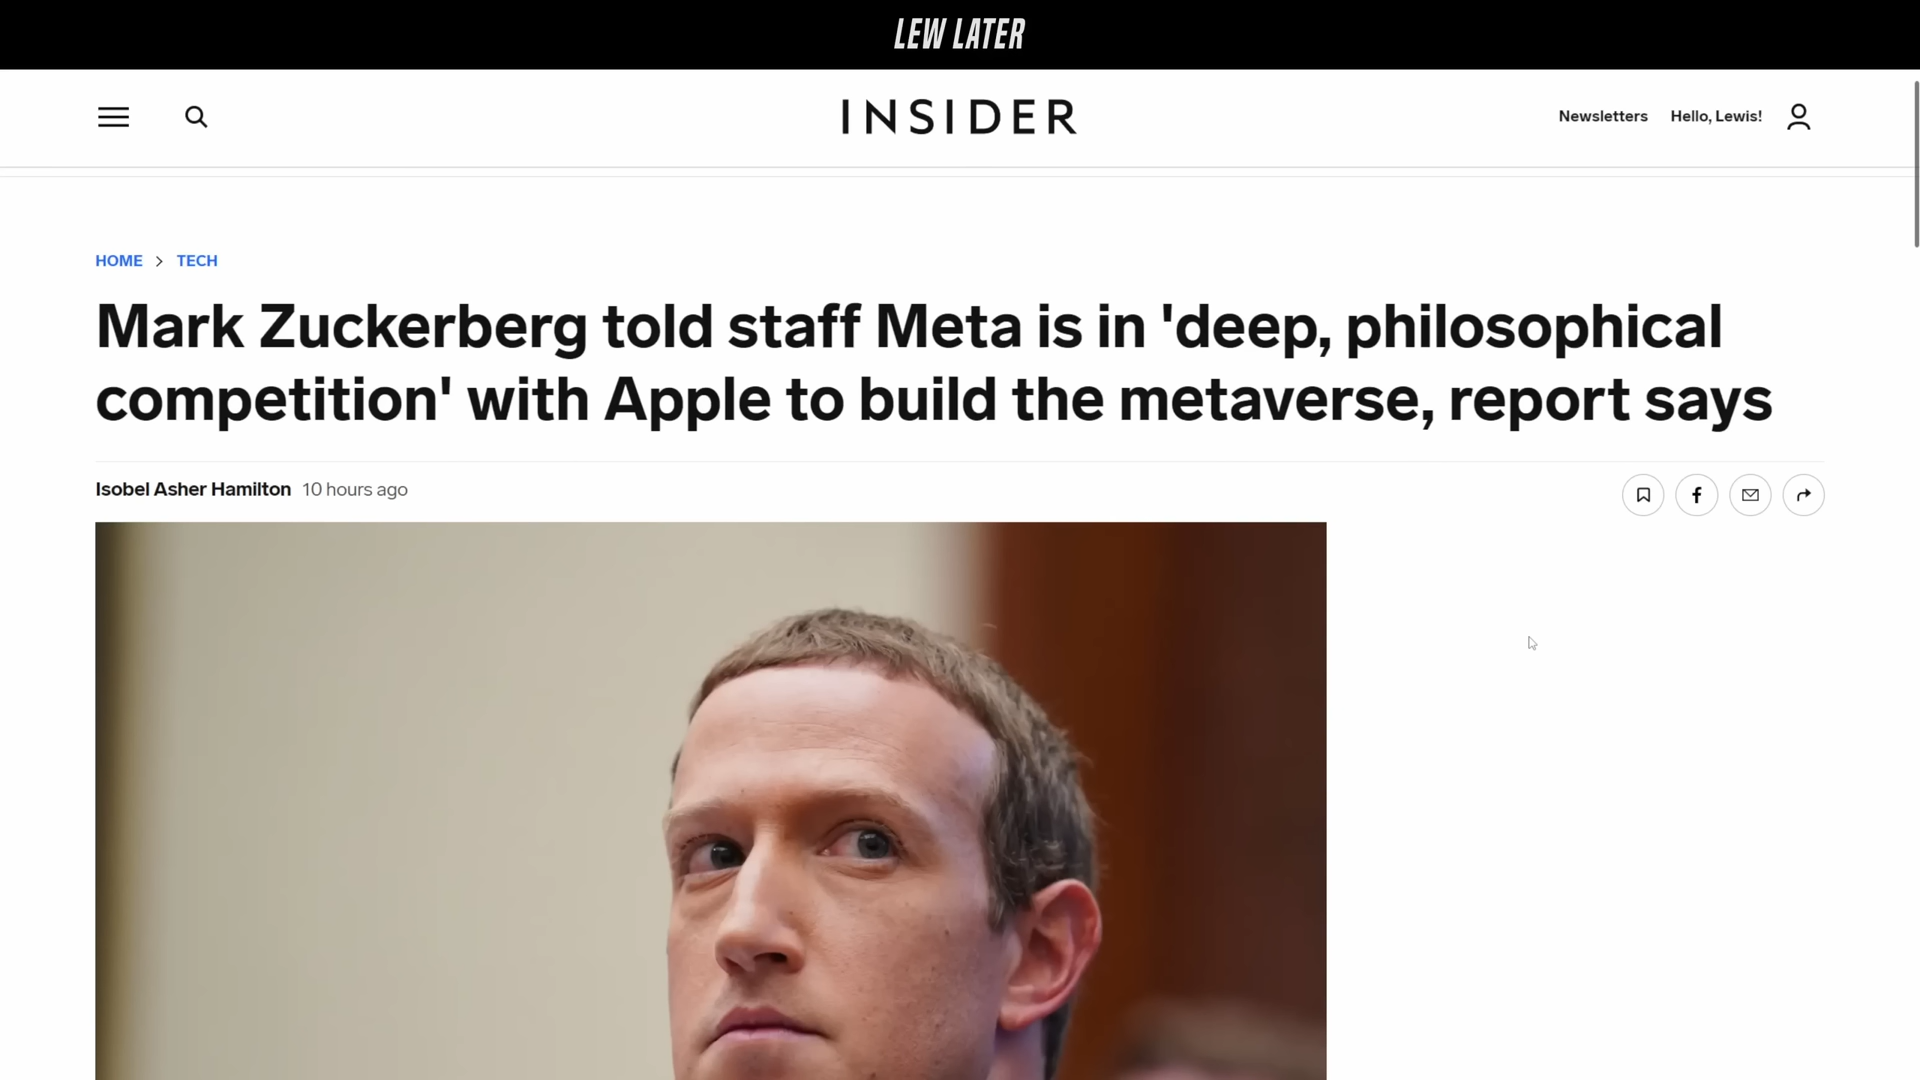 LEW LATER
INSIDER
Newsletters
Hello, Lewis!
HOME > TECH
Mark Zuckerberg told staff Meta is in 'deep, philosophical
competition' with Apple to build the metaverse, report says
Isobel Asher Hamilton 10 hours ago